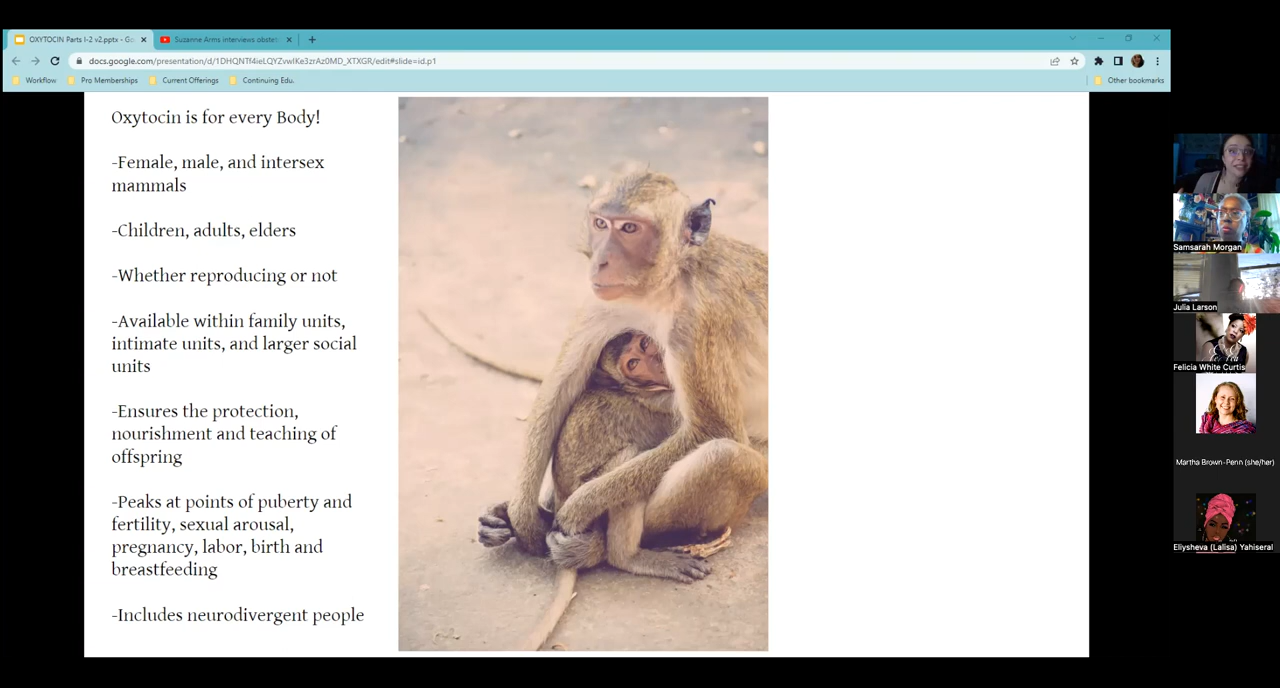 OXYTOCIN Parts I-2 v2.pptx - Go
Suzanne Arms interviews obstet
docs.google.com/presentation/d/1DHQNTf4ieLQYZvwlKe3zrAz0MD_XTXGR/edit#slide=id.p1
Workflow
Pro Memberships
Current Offerings
Continuing Edu.
Other bookmarks
Oxytocin is for every Body!
-Female, male, and intersex
mammals
-Children, adults, elders
-Whether reproducing or not
-Available within family units,
intimate units, and larger social
units
-Ensures the protection,
nourishment and teaching of
offspring
-Peaks at points of puberty and
fertility, sexual arousal,
pregnancy, labor, birth and
breastfeeding
-Includes neurodivergent people
Samsarah Morgan
Julia Larson
Felicia White Curtis
Martha Brown-Penn (she/her)
Eliysheva (Lalisa) Yahiseral